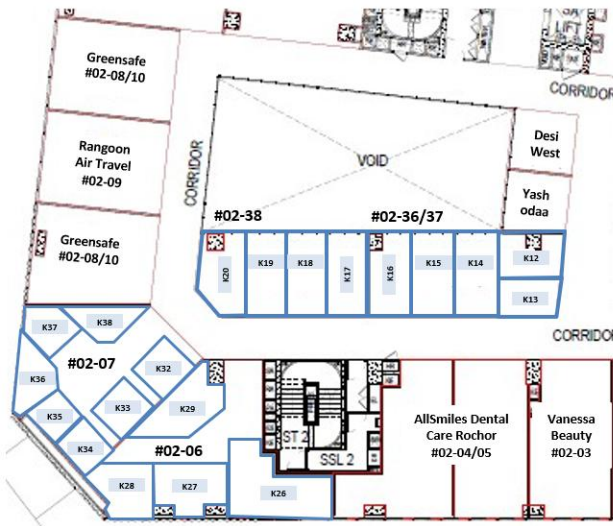 Greensafe
#02-08/10
LIFT
CORRIDOR
Rangoon
Air Travel
#02-09
CORRIDOR
VOID
Desi
West
Yash
odaa
#02-38
#02-36/37
Greensafe
#02-08/10
K20
K19
K18
K17
K16
K15
K14
K12
K13
CORRIDOR
K37
K38
#02-07
K32
K36
K33
K29
K35
K34
#02-06
ST 2
SSL 2
AllSmiles Dental
Care Rochor
#02-04/05
Vanessa
Beauty
#02-03
K28
K27
K26